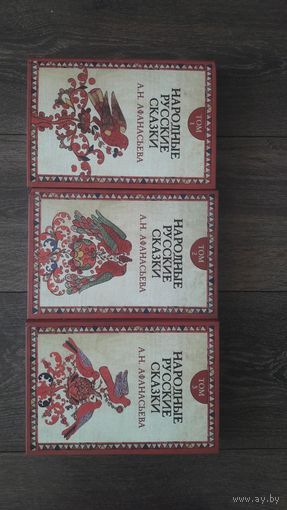 НАРОДНЫЕ
РУССКИЕ
СКАЗКИ
А.Н. АФАНАСЬЕВА
ТОМ
1
НАРОДНЫЕ
РУССКИЕ
СКАЗКИ
А.Н. АФАНАСЬЕВА
ТОМ
2
НАРОДНЫЕ
РУССКИЕ
СКАЗКИ
А.Н. АФАНАСЬЕВА
ТОМ
3
www.ay.by